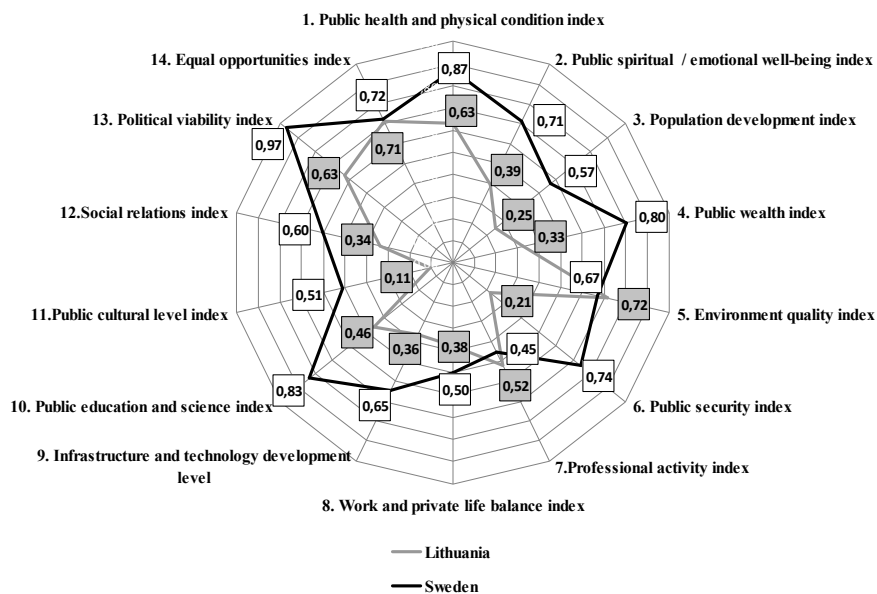 1. Public health and physical condition index
14. Equal opportunities index
2. Public spiritual / emotional well-being index
0,87
0,72
0,71
0,63
13. Political viability index
3. Population development index
0,97
0,71
0,57
0,63
0,39
12.Social relations index
4. Public wealth index
0,60
0,25
0,80
0,34
0,33
0,11
0,67
11.Public cultural level index
0,51
0,21
0,72
5. Environment quality index
0,46
0,36
0,38
0,45
0,74
10. Public education and science index
0,83
0,65
0,50
0,52
6. Public security index
9. Infrastructure and technology development
level
7.Professional activity index
8. Work and private life balance index
Lithuania
Sweden